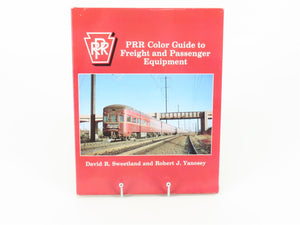 PRR
PRR Color Guide to
Freight and Passenger
Equipment
David R. Sweetland and Robert J. Yanosey